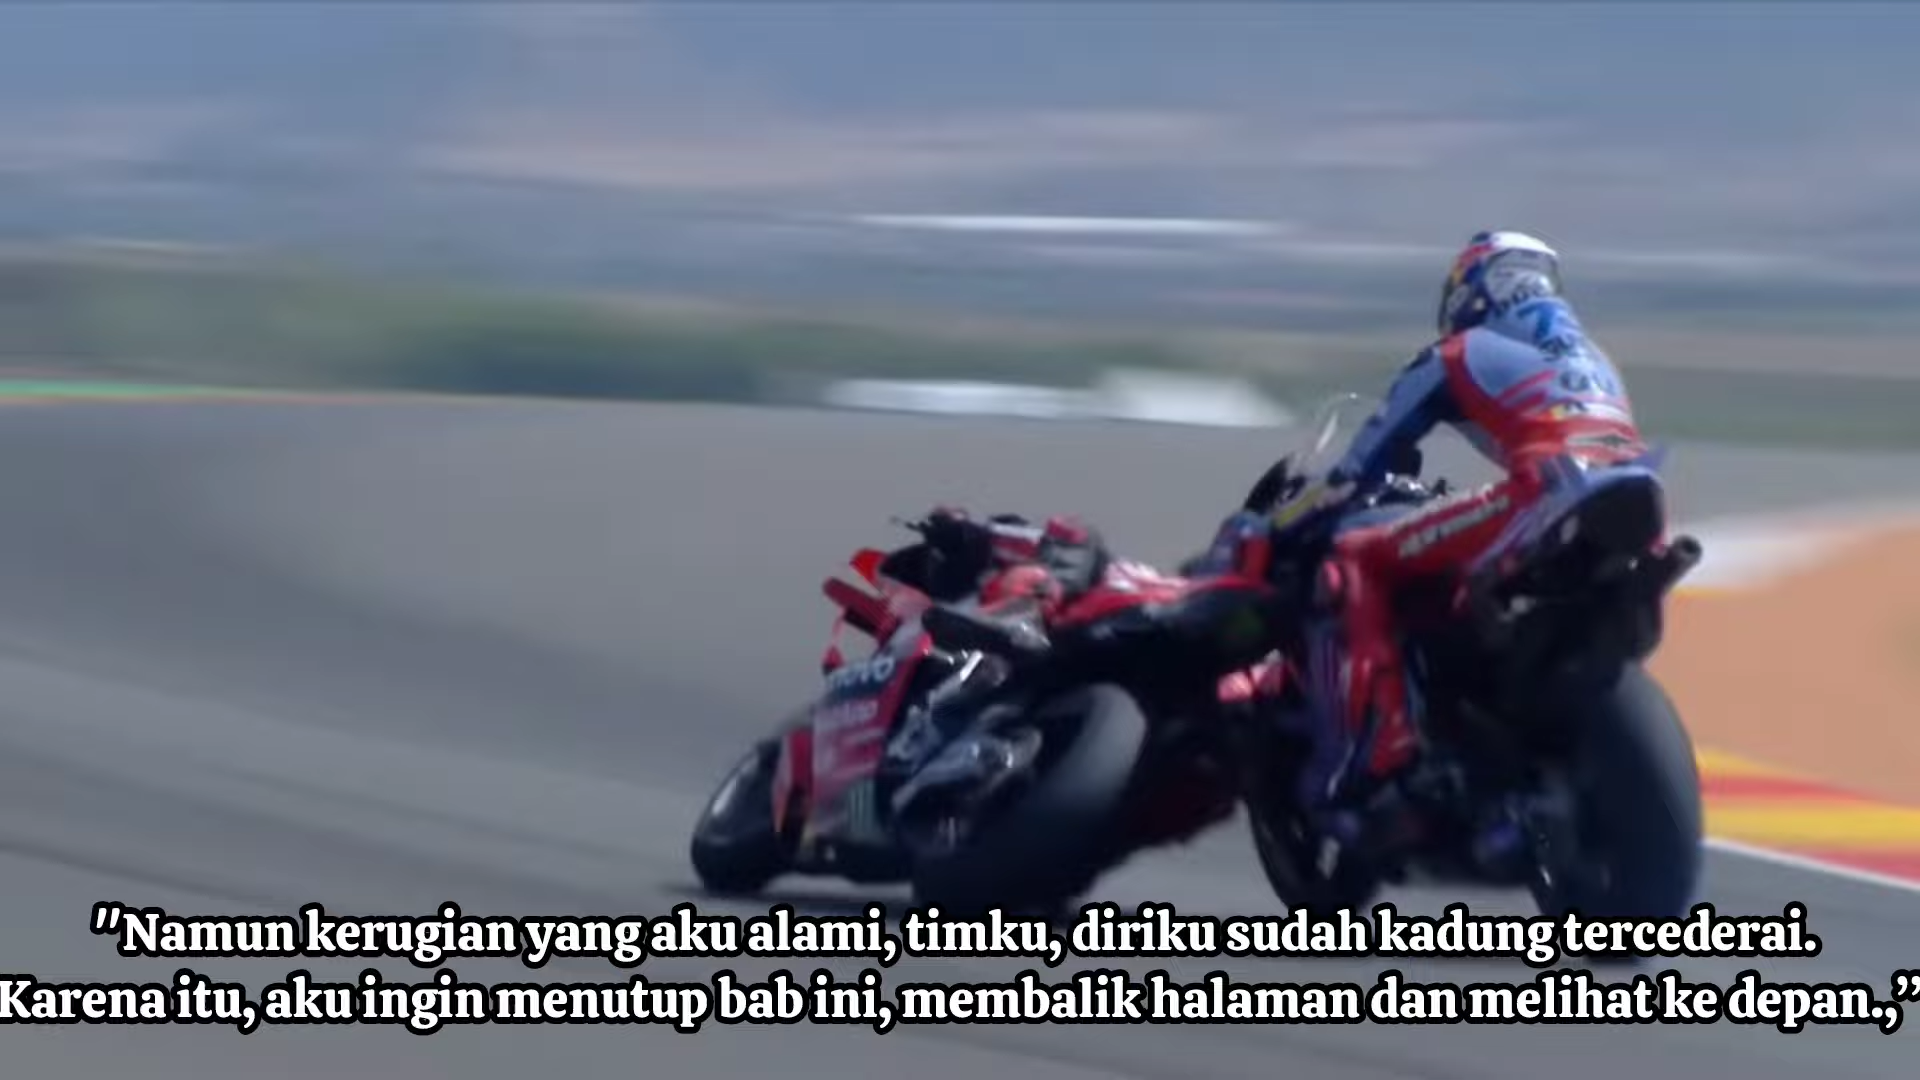 "Namun kerugian yang aku alami, timku, diriku sudah kadung tercederai.
Karena itu, aku ingin menutup bab ini, membalik halaman dan melihat ke depan.,”